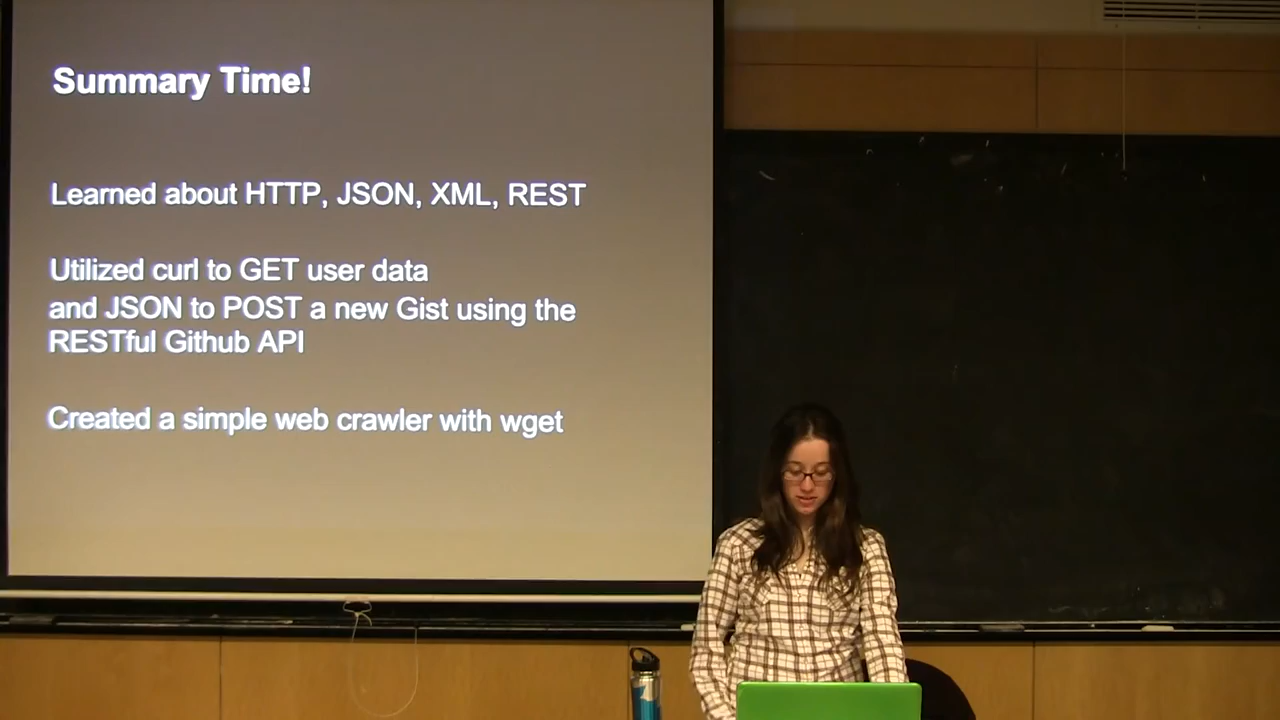 Summary Time!
Learned about HTTP, JSON, XML, REST
Utilized curl to GET user data
and JSON to POST a new Gist using the
RESTful Github API
Created a simple web crawler with wget